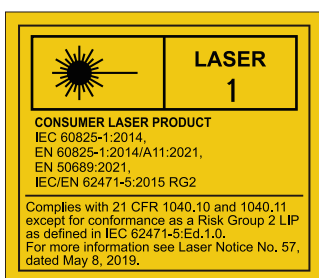 LASER
1
CONSUMER LASER PRODUCT
IEC 60825-1:2014,
EN 60825-1:2014/A11:2021,
EN 50689:2021,
IEC/EN 62471-5:2015 RG2
Complies with 21 CFR 1040.10 and 1040.11
except for conformance as a Risk Group 2 LIP
as defined in IEC 62471-5:Ed.1.0.
For more information see Laser Notice No. 57,
dated May 8, 2019.